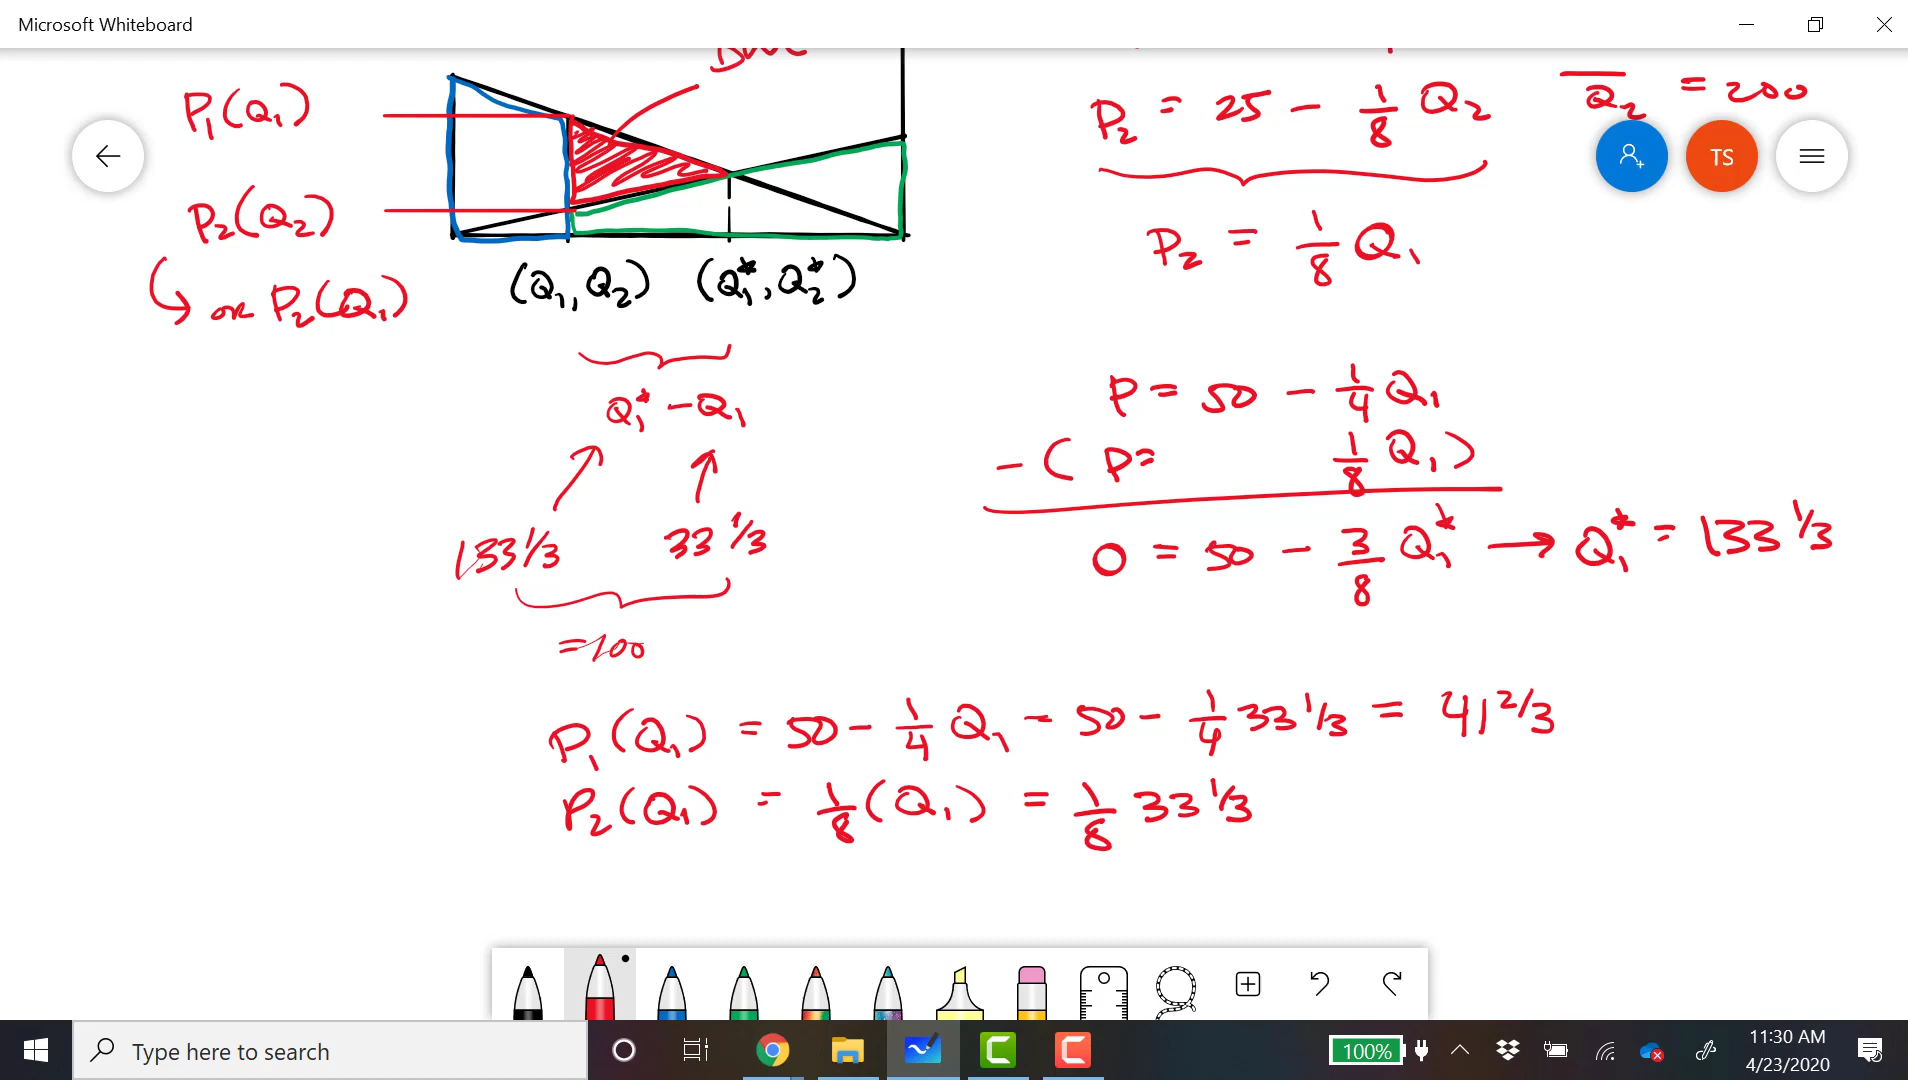 Microsoft Whiteboard
P₁(Q₁)
P₂(Q₂)
or P₂(Q₁)
(Q₁, Q₂) (Q₁*, Q₂*)
Q₁* - Q₁
133 1/3 33 1/3
=100
P₂ = 25 - 1/8 Q₂
Q₂ = 200
TS
P₂ = 1/8 Q₁
P = 50 - 1/4 Q₁
- ( P = 1/8 Q₁)
0 = 50 - 3/8 Q₁* → Q₁* = 133 1/3
P₁(Q₁) = 50 - 1/4 Q₁ = 50 - 1/4 33 1/3 = 41 2/3
P₂(Q₁) = 1/8 (Q₁) = 1/8 33 1/3
Type here to search
100%
11:30 AM
4/23/2020